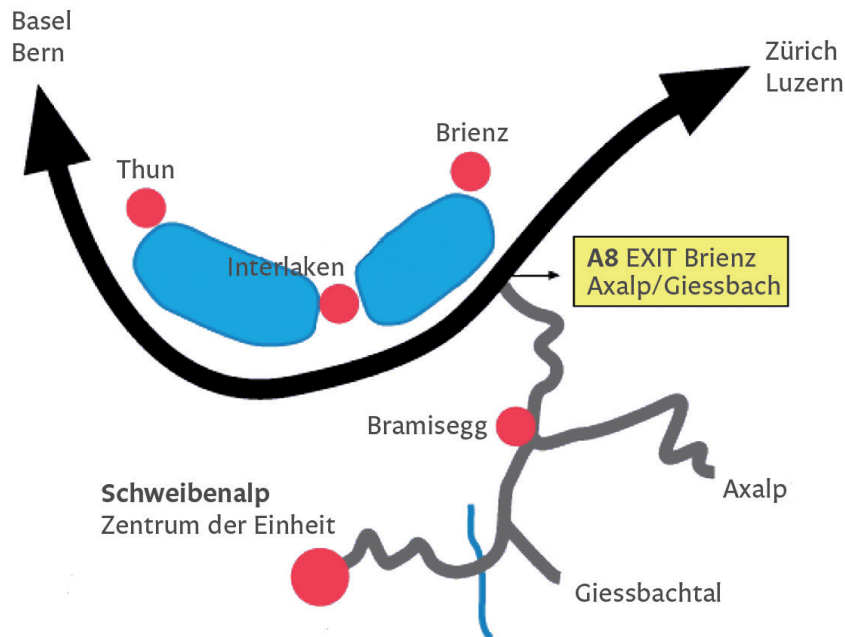 Basel
Bern
Zürich
Luzern
Brienz
Thun
Interlaken
A8 EXIT Brienz
Axalp/Giessbach
Bramisegg
Schweibenalp
Zentrum der Einheit
Axalp
Giessbachtal